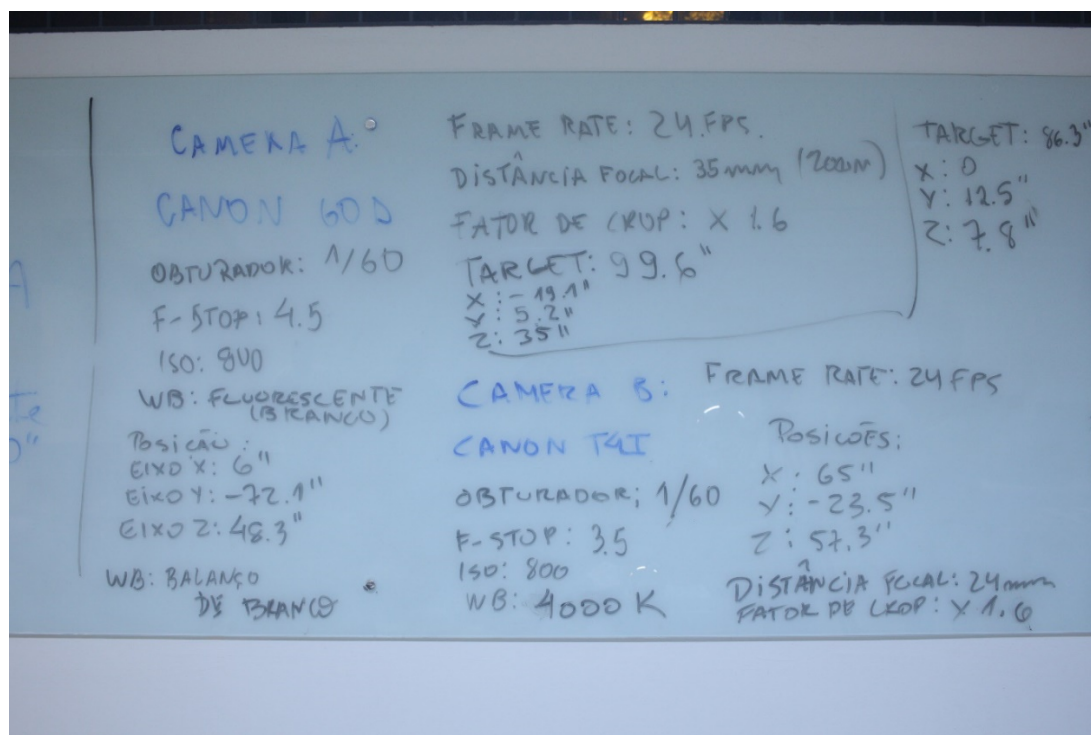 CAMERA A:
CANON 60D
OBTURADOR: 1/60
F-STOP: 4.5
ISO: 800
WB: FLUORESCENTE
(BRANCO)
POSICÃO:
EIXO X: 6"
EIXO Y: -72.1"
EIXO Z: 48.3"
WB: BALANÇO
DE BRANCO
FRAME RATE: 24 FPS.
DISTÂNCIA FOCAL: 35mm (zoom)
FATOR DE CROP: X 1.6
TARGET: 99.6"
X: -19.1"
Y: 5.2"
Z: 35"
TARGET: 86.3"
X: 0
Y: 12.5"
Z: 7.8"
CAMERA B:
CANON T4I
OBTURADOR: 1/60
F-STOP: 3.5
ISO: 800
WB: 4000 K
FRAME RATE: 24 FPS
POSICÕES:
X: 65"
Y: -23.5"
Z: 57.3"
DISTÂNCIA FOCAL: 24mm
FATOR DE CROP: X 1.6